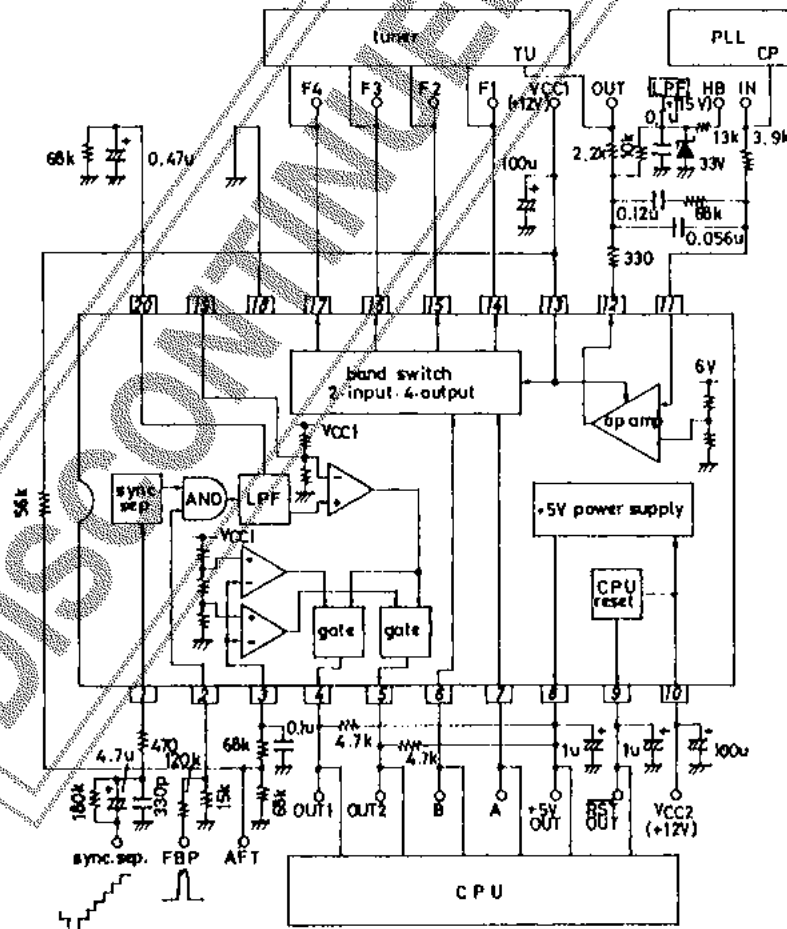 tuner
TU
PLL
CP
F4
F3
F2
F1
VCC1
(+12V)
OUT
LPF
(15V)
HB
IN
68k
0.47u
100u
2.2k
0.1u
33V
13k
3.9k
0.12u
68k
0.056u
330
20
19
18
17
16
15
14
13
12
11
band switch
2-input 4-output
6V
op amp
VCC1
sync
sep
AND
LPF
VCC1
+5V power supply
CPU
reset
gate
gate
56k
DISCONTINUED
1
2
3
4
5
6
7
8
9
10
470
4.7u
120k
68k
0.1u
4.7k
4.7k
1u
1u
100u
180k
330p
15k
68k
OUT1
OUT2
B
A
+5V
OUT
RST
OUT
VCC2
(+12V)
sync. sep.
FBP
AFT
CPU